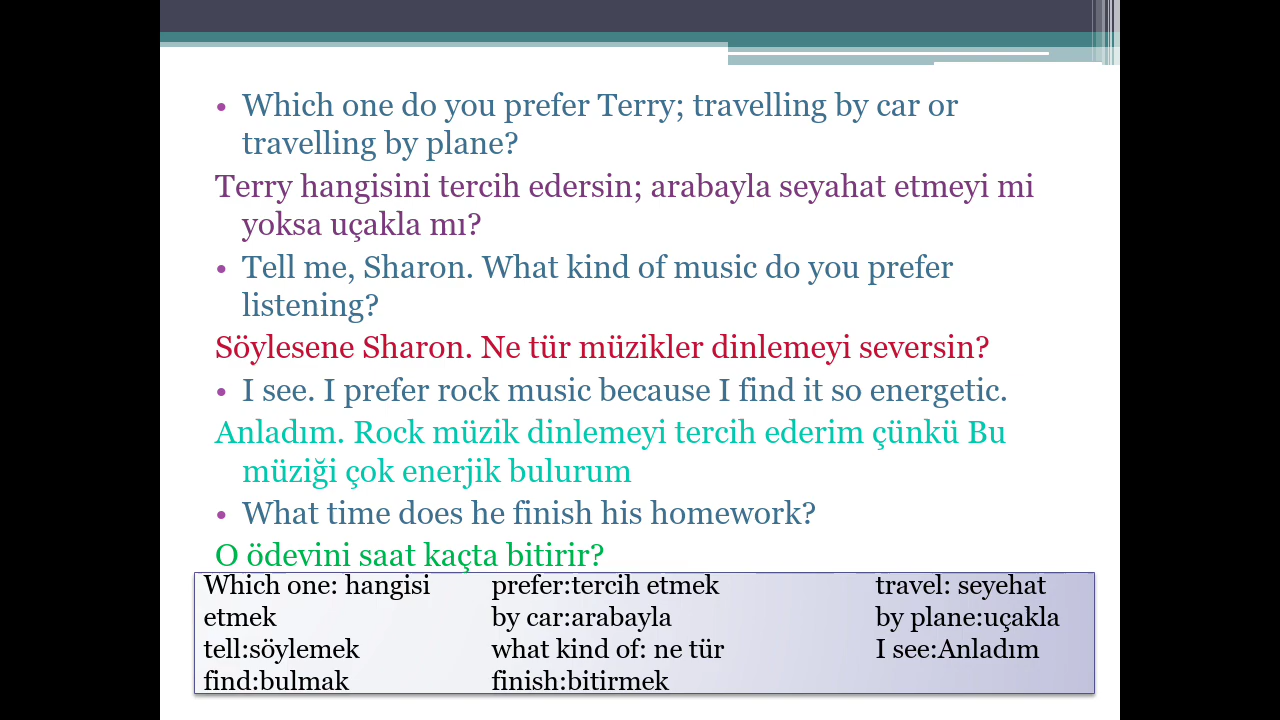 • Which one do you prefer Terry; travelling by car or
travelling by plane?
Terry hangisini tercih edersin; arabayla seyahat etmeyi mi
yoksa uçakla mı?
• Tell me, Sharon. What kind of music do you prefer
listening?
Söylesene Sharon. Ne tür müzikler dinlemeyi seversin?
• I see. I prefer rock music because I find it so energetic.
Anladım. Rock müzik dinlemeyi tercih ederim çünkü Bu
müziği çok enerjik bulurum
• What time does he finish his homework?
O ödevini saat kaçta bitirir?
Which one: hangisi prefer:tercih etmek travel: seyehat
etmek by car:arabayla by plane:uçakla
tell:söylemek what kind of: ne tür I see:Anladım
find:bulmak finish:bitirmek